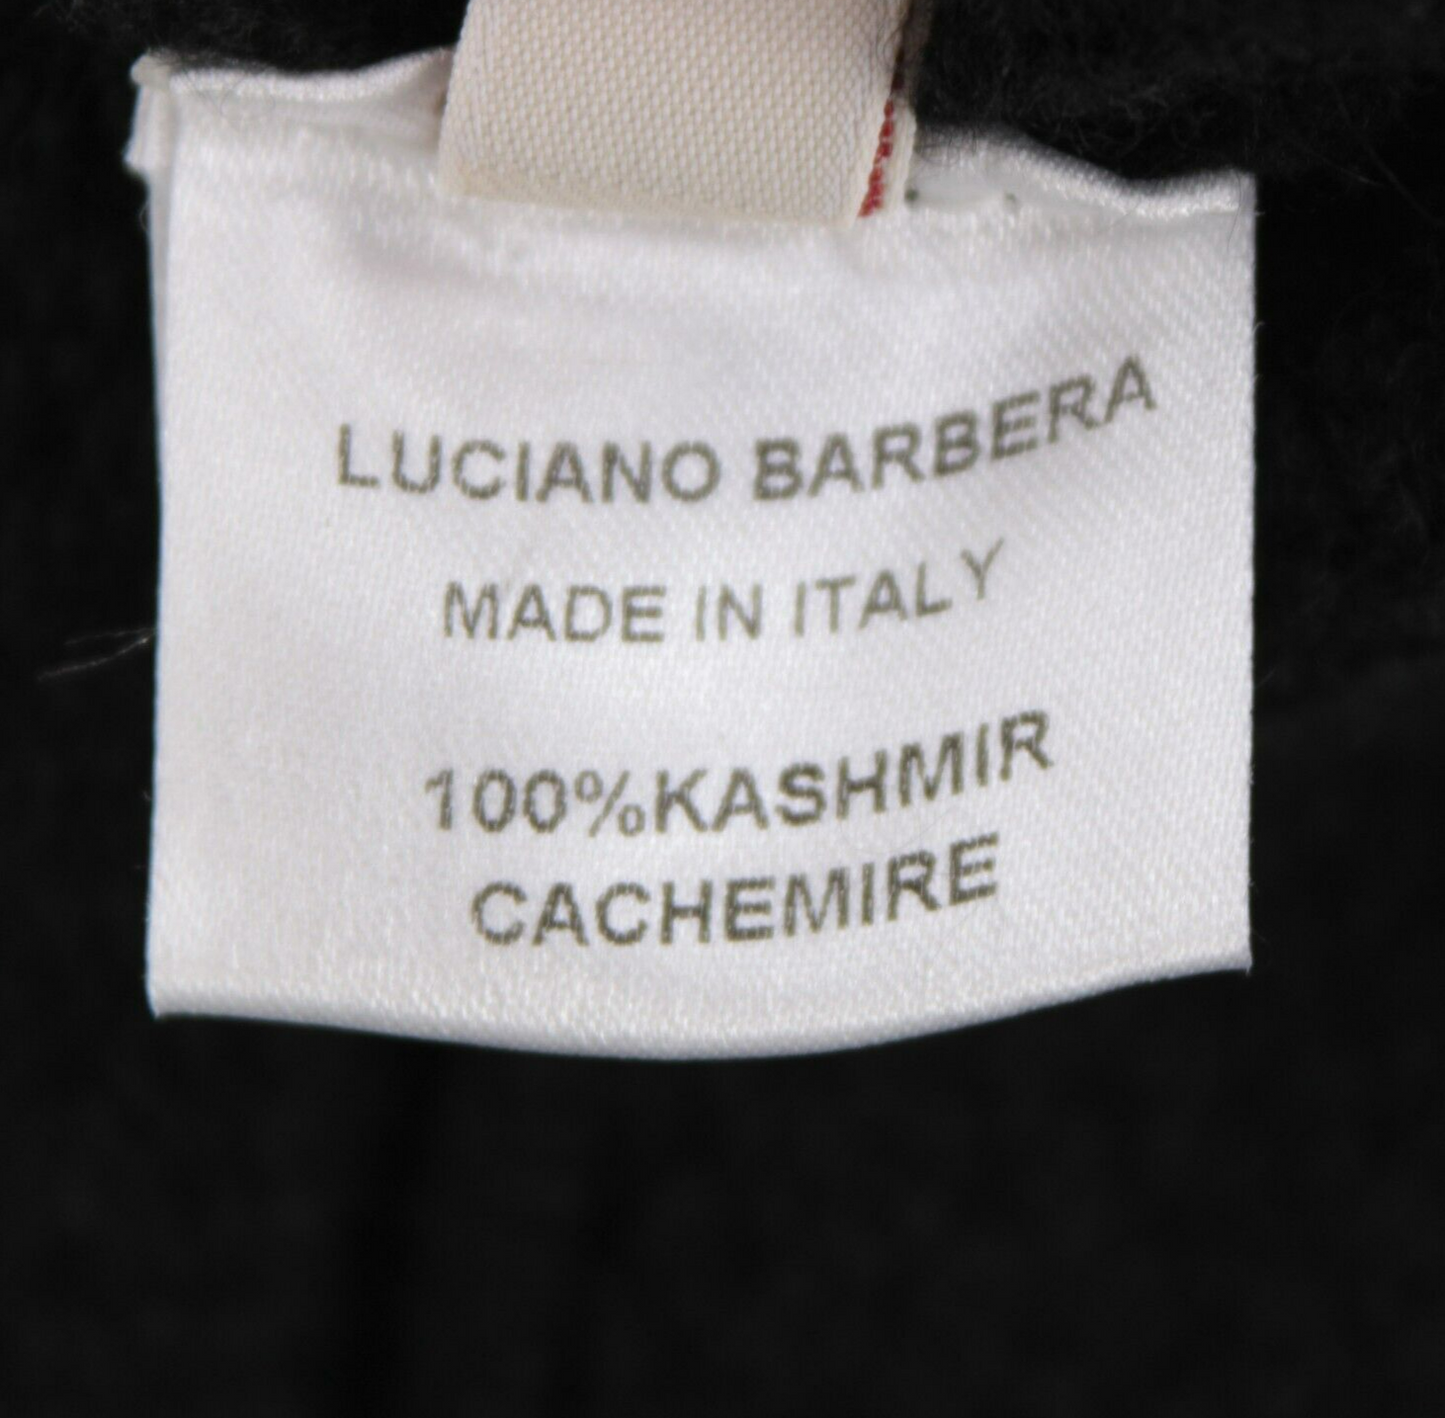 LUCIANO BARBERA
MADE IN ITALY
100%KASHMIR
CACHEMIRE